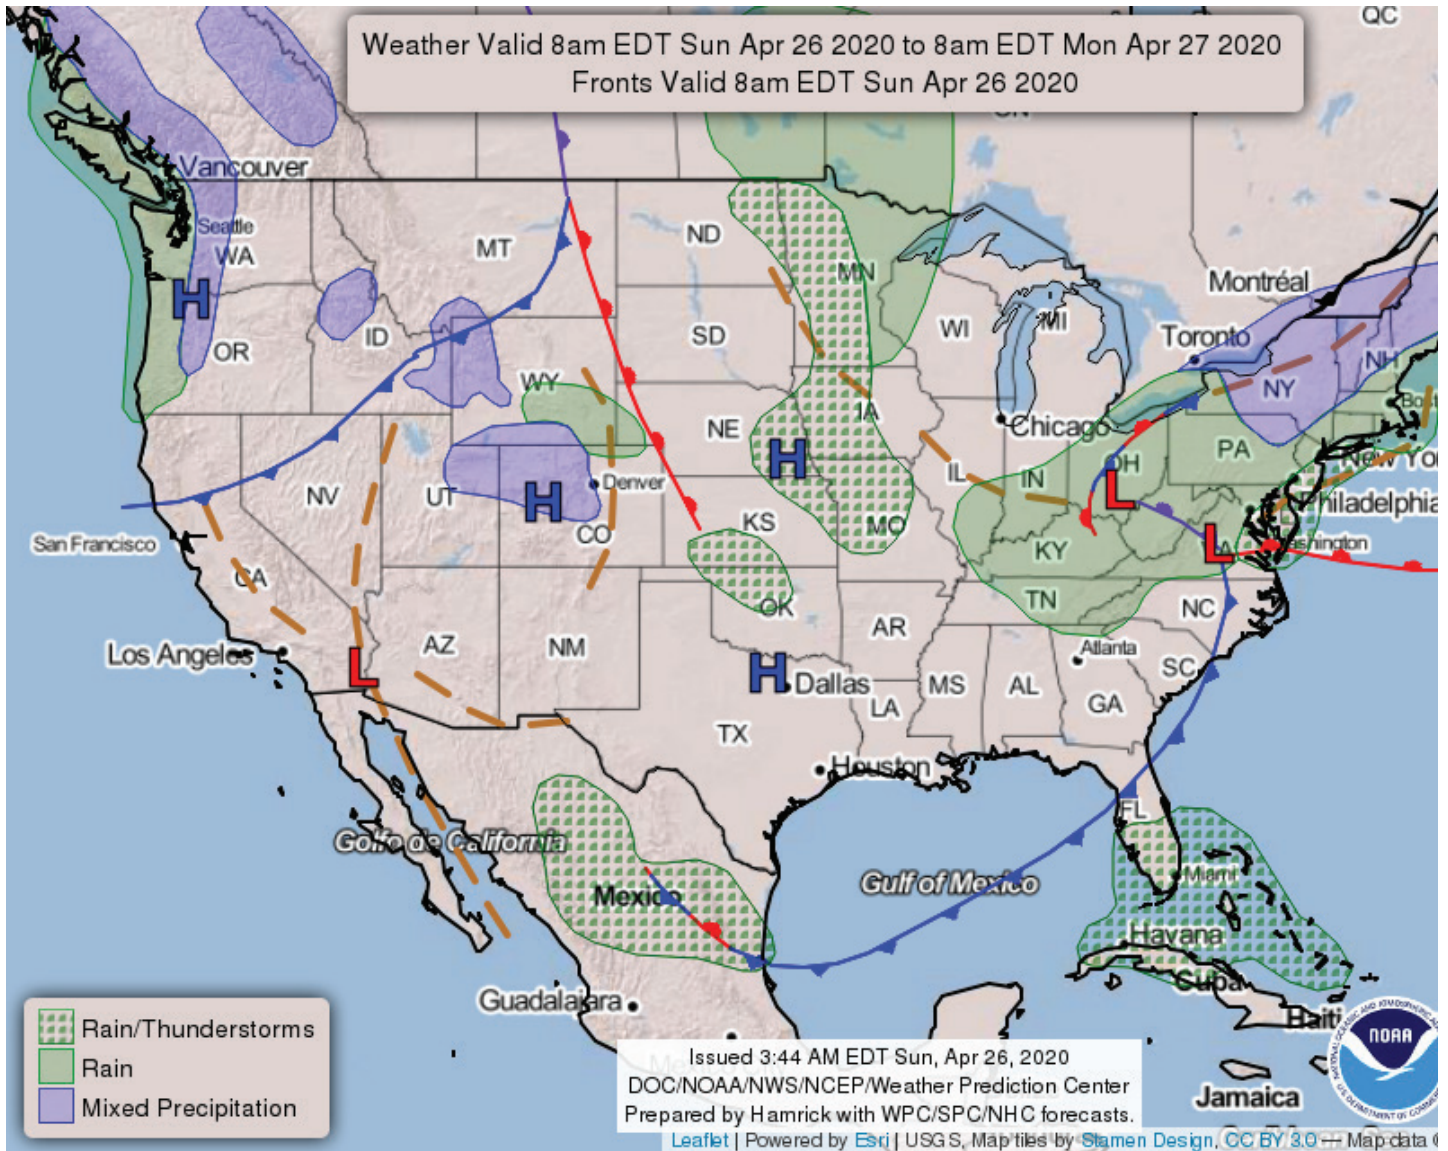 QC
Weather Valid 8am EDT Sun Apr 26 2020 to 8am EDT Mon Apr 27 2020
Fronts Valid 8am EDT Sun Apr 26 2020
ON
Vancouver
Seattle
WA
MT
ND
MN
Montréal
H
OR
ID
SD
WI
MI
Toronto
NH
WY
NY
IA
NE
Chicago
Bost
H
IL
IN
OH
PA
New Yo
Denver
NV
UT
H
L
Philadelphia
CO
KS
MO
San Francisco
KY
L
VA
ashington
CA
OK
TN
NC
AZ
NM
AR
Los Angeles
L
H
Dallas
MS
AL
Atlanta
SC
GA
LA
TX
Houston
FL
Golfo de California
Gulf of Mexico
Miami
Mexico
Havana
Cuba
Guadalajara
Haiti
Rain/Thunderstorms
Rain
Mixed Precipitation
NOAA
Issued 3:44 AM EDT Sun, Apr 26, 2020
DOC/NOAA/NWS/NCEP/Weather Prediction Center
Prepared by Hamrick with WPC/SPC/NHC forecasts.
Jamaica
Leaflet | Powered by Esri | USGS, Map tiles by Stamen Design, CC BY 3.0 — Map data ©